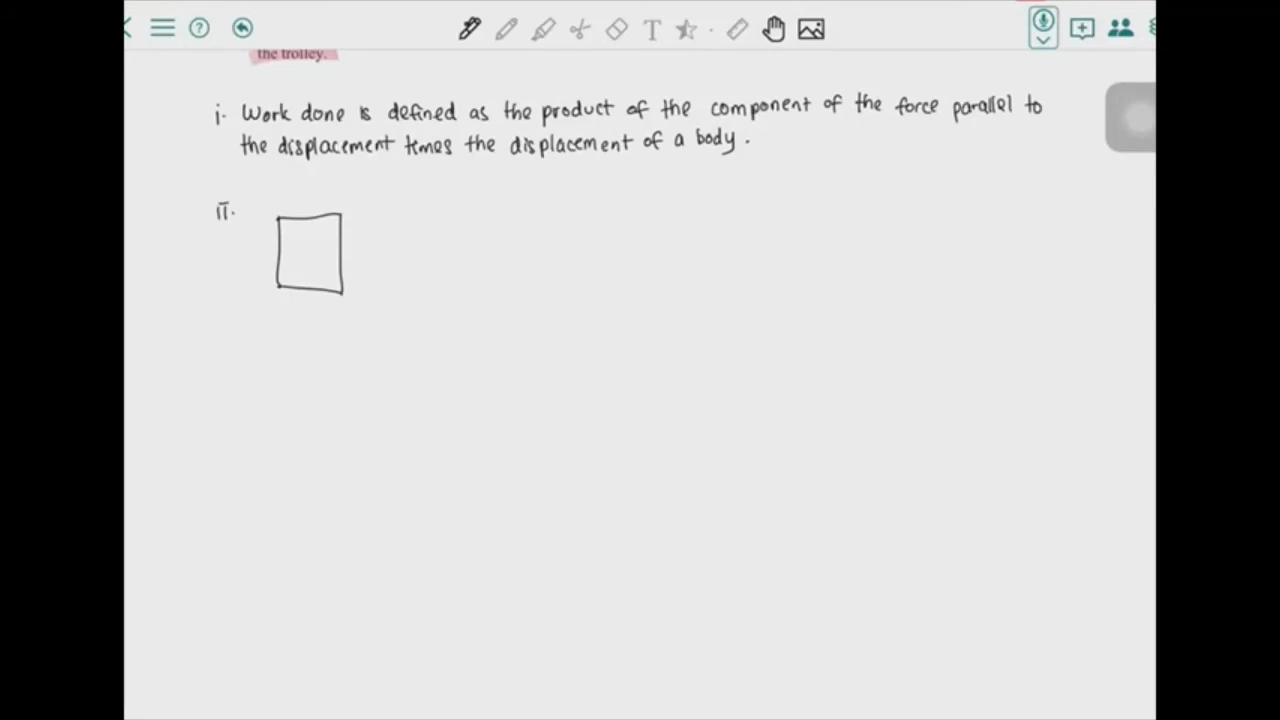 the trolley.
i. Work done is defined as the product of the component of the force parallel to
the displacement times the displacement of a body.
ii.